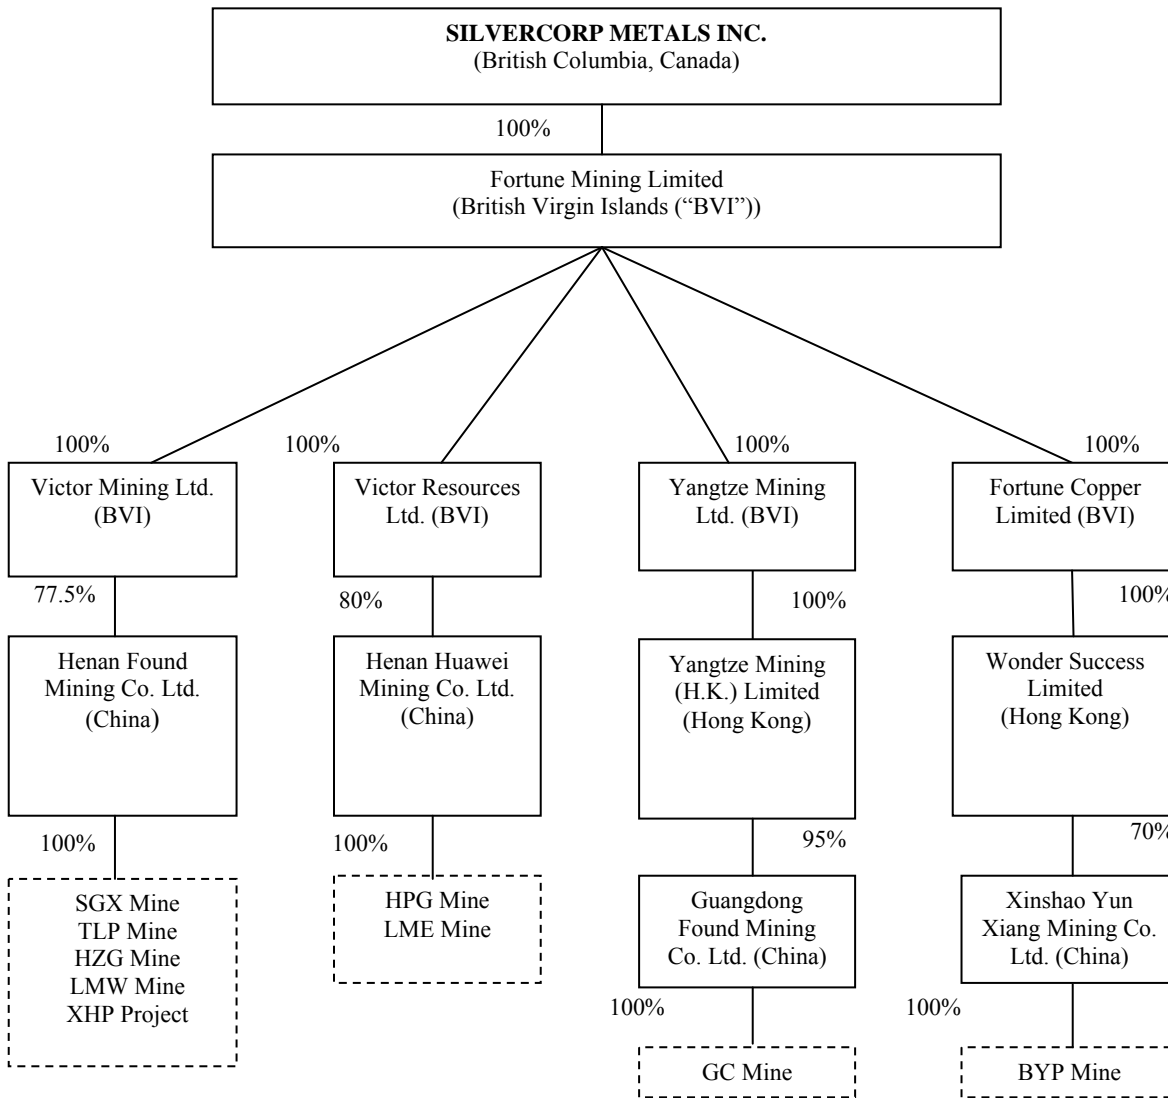 SILVERCORP METALS INC.
(British Columbia, Canada)
100%
Fortune Mining Limited
(British Virgin Islands (“BVI”))
100%
100%
100%
100%
Victor Mining Ltd.
(BVI)
Victor Resources
Ltd. (BVI)
Yangtze Mining
Ltd. (BVI)
Fortune Copper
Limited (BVI)
77.5%
80%
100%
100%
Henan Found
Mining Co. Ltd.
(China)
Henan Huawei
Mining Co. Ltd.
(China)
Yangtze Mining
(H.K.) Limited
(Hong Kong)
Wonder Success
Limited
(Hong Kong)
100%
100%
95%
70%
SGX Mine
TLP Mine
HZG Mine
LMW Mine
XHP Project
HPG Mine
LME Mine
Guangdong
Found Mining
Co. Ltd. (China)
Xinshao Yun
Xiang Mining Co.
Ltd. (China)
100%
100%
GC Mine
BYP Mine